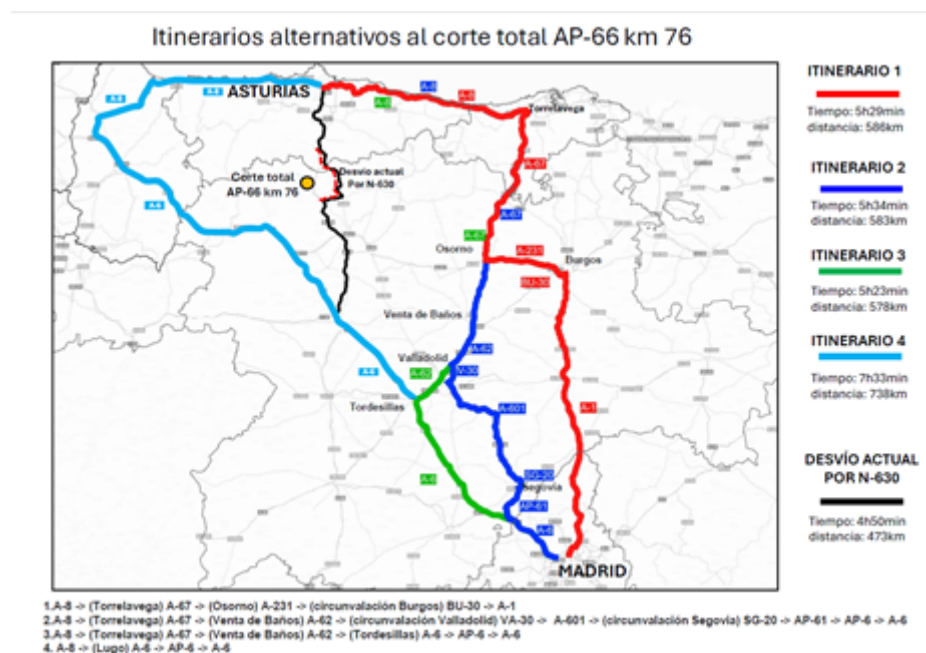 Itinerarios alternativos al corte total AP-66 km 76
ITINERARIO 1
Tiempo: 5h29min
distancia: 586km
ITINERARIO 2
Tiempo: 5h34min
distancia: 583km
ITINERARIO 3
Tiempo: 5h23min
distancia: 578km
ITINERARIO 4
Tiempo: 7h33min
distancia: 738km
DESVÍO ACTUAL
POR N-630
Tiempo: 4h50min
distancia: 473km
A-8
A-8
ASTURIAS
A-8
A-8
A-8
Torrelavega
A-67
Corte total
AP-66 km 76
Desvío actual
Por N-630
A-6
A-67
A-67
Osorno
A-231
Burgos
BU-30
Venta de Baños
A-62
Valladolid
A-62
V-30
A-6
Tordesillas
A-601
A-1
A-6
SG-20
Segovia
AP-61
A-6
MADRID
1.A-8 -> (Torrelavega) A-67 -> (Osorno) A-231 -> (circunvalación Burgos) BU-30 -> A-1
2.A-8 -> (Torrelavega) A-67 -> (Venta de Baños) A-62 -> (circunvalación Valladolid) VA-30 -> A-601 -> (circunvalación Segovia) SG-20 -> AP-61 -> AP-6 -> A-6
3.A-8 -> (Torrelavega) A-67 -> (Venta de Baños) A-62 -> (Tordesillas) A-6 -> AP-6 -> A-6
4. A-8 -> (Lugo) A-6 -> AP-6 -> A-6